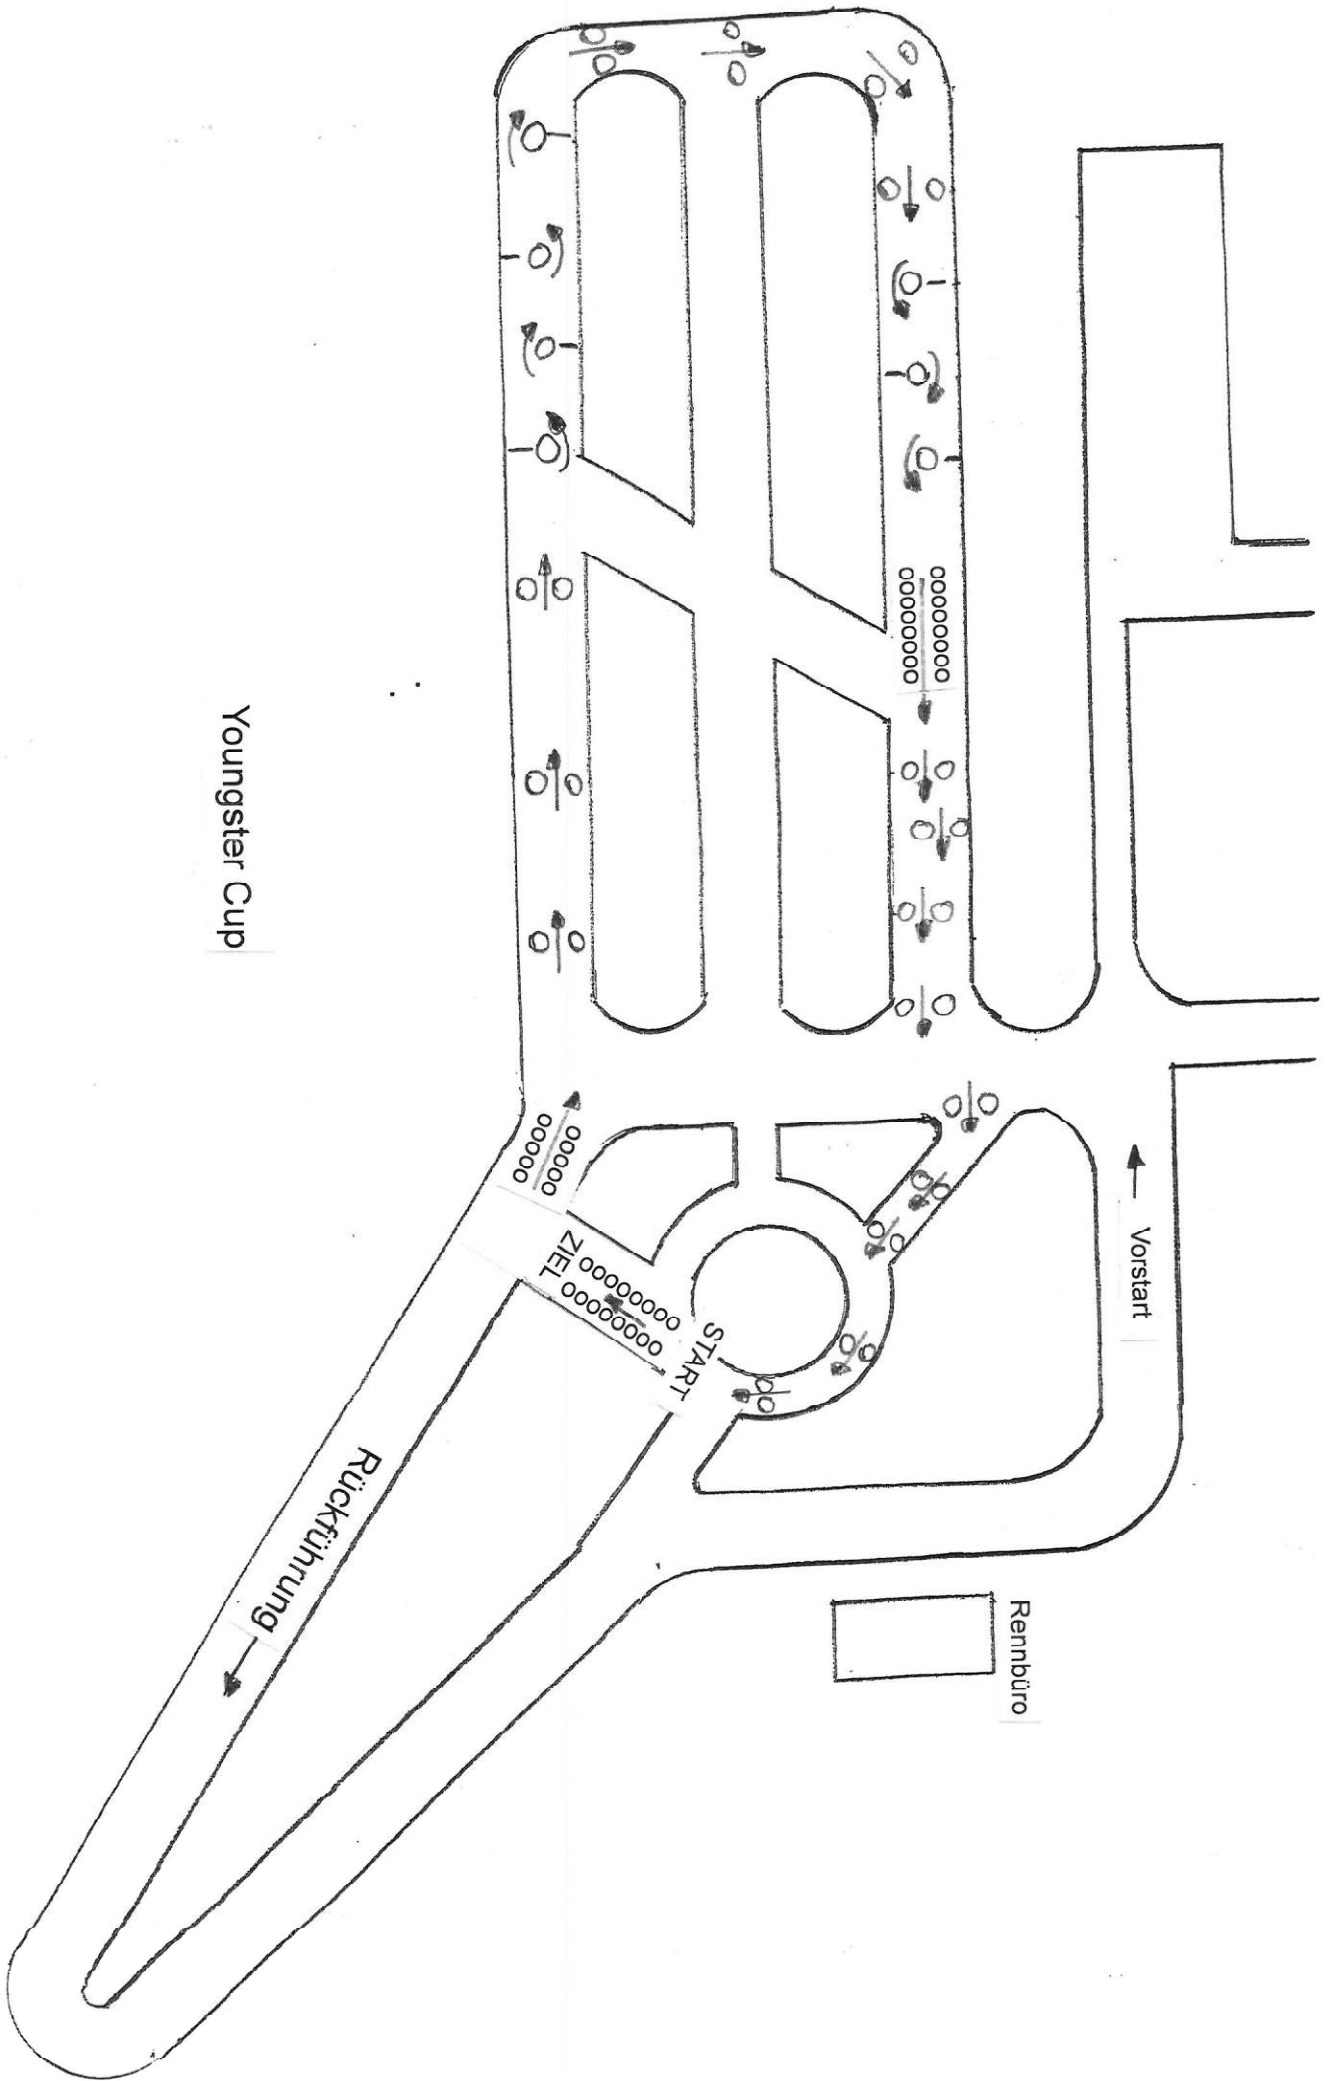 Youngster Cup
Vorstart
START
ZIEL
Rückführung
Rennbüro